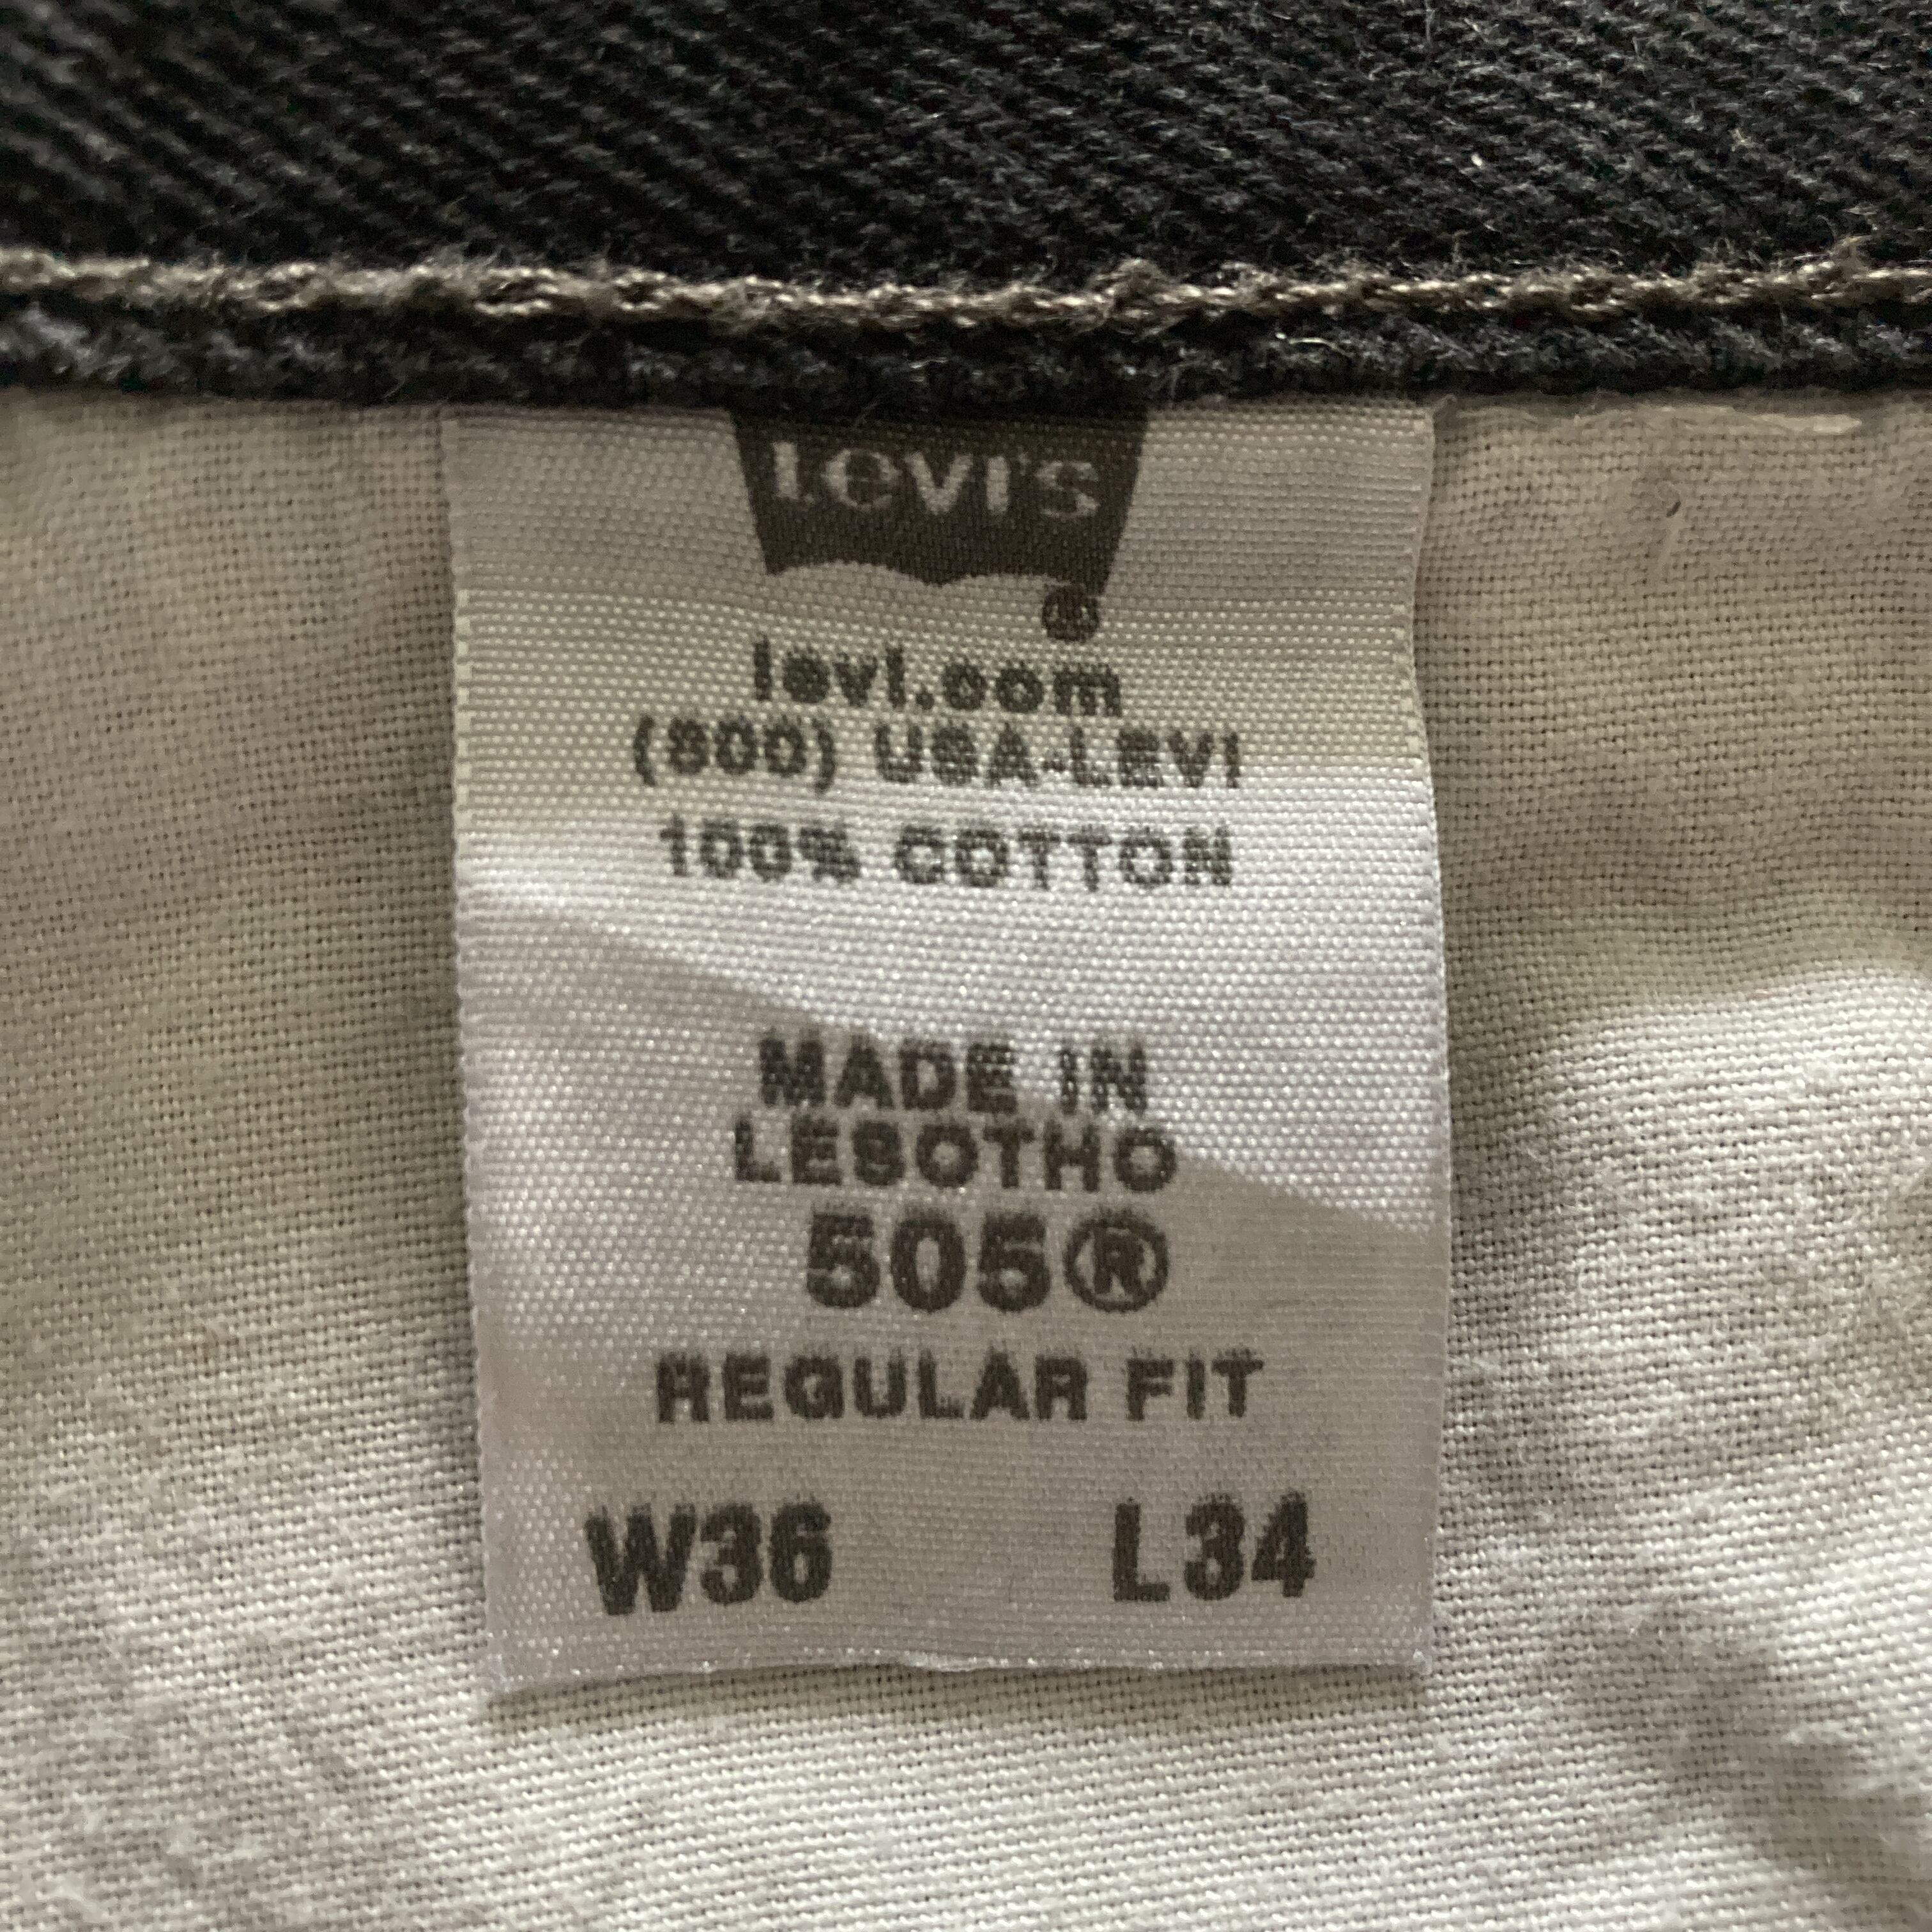 Levi's
®
levi.com
(800) USA-LEVI
100% COTTON
MADE IN
LESOTHO
505®
REGULAR FIT
W36 L34